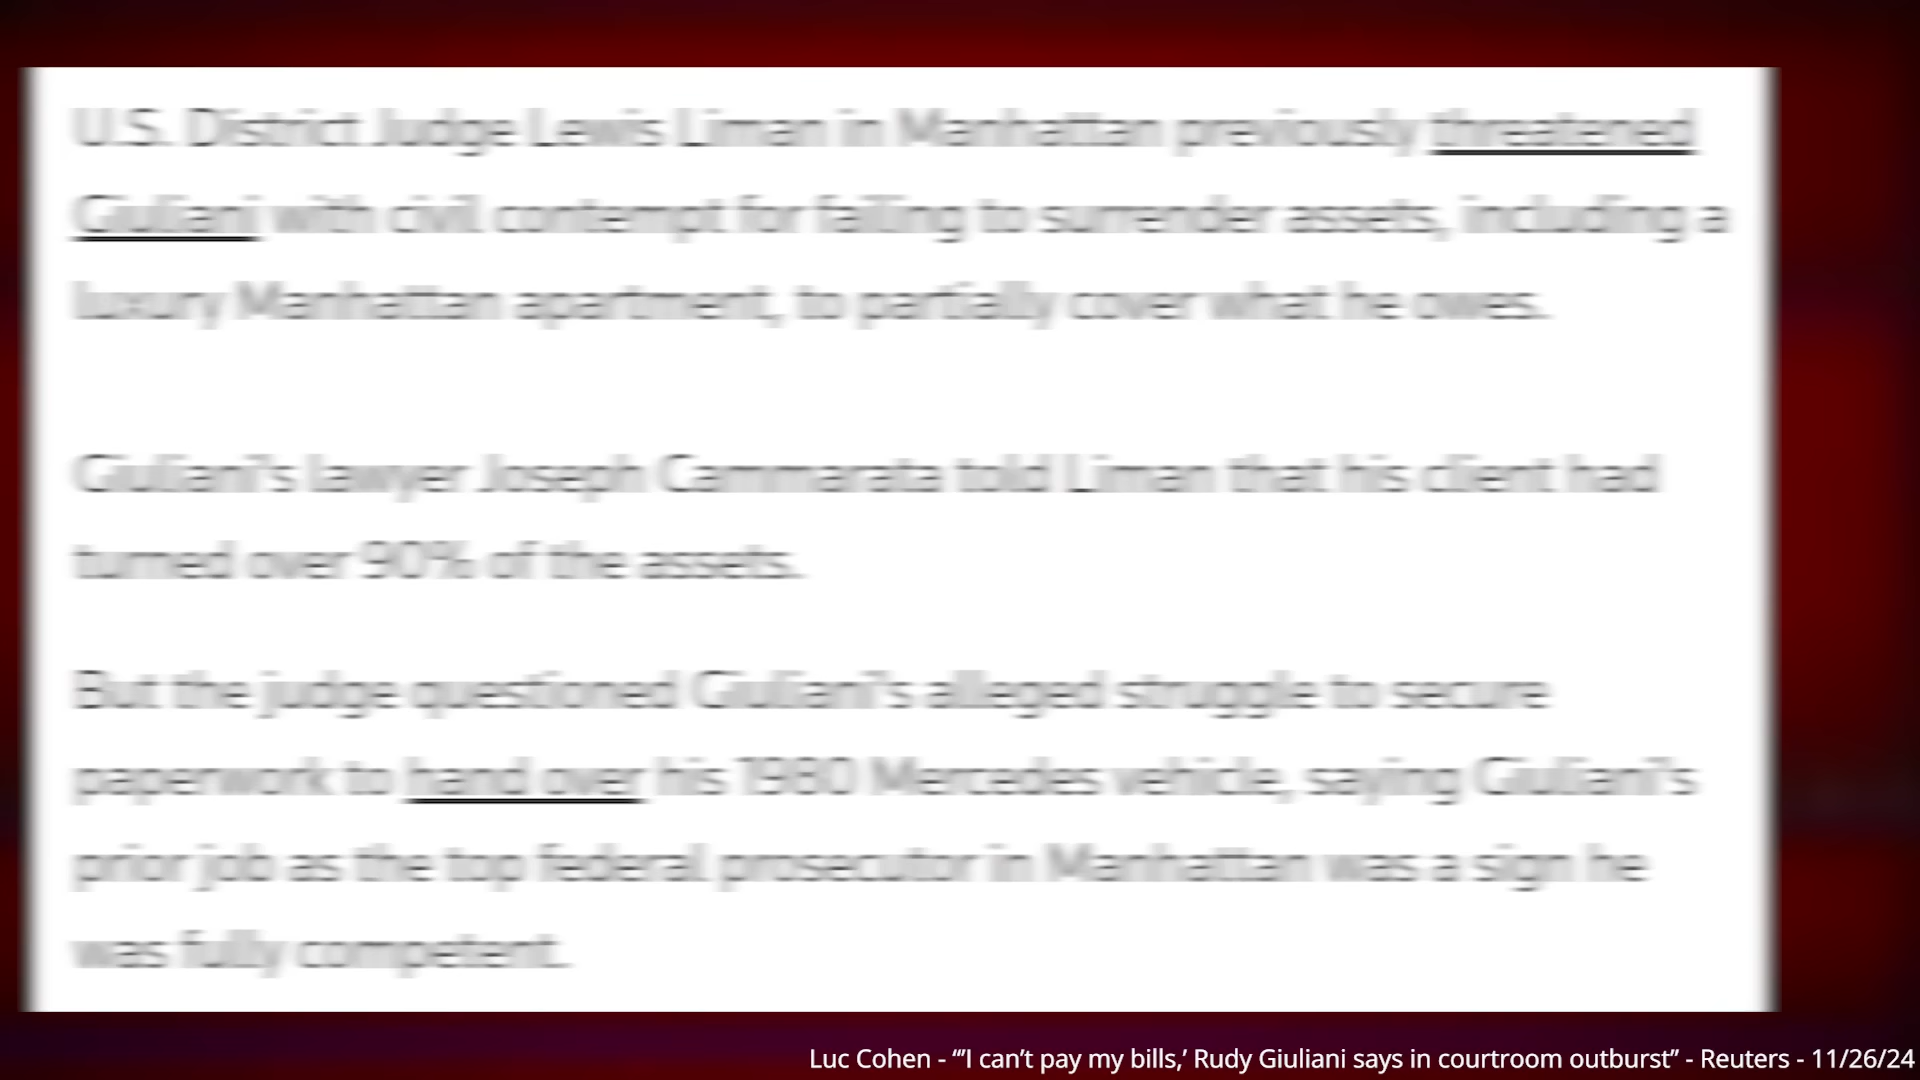 U.S. District Judge Lewis Liman in Manhattan previously threatened
Giuliani with civil contempt for failing to surrender assets, including a
luxury Manhattan apartment, to partially cover what he owes.
Giuliani's lawyer Joseph Cammarata told Liman that his client had
turned over 90% of the assets.
But the judge questioned Giuliani's alleged struggle to secure
paperwork to hand over his 1980 Mercedes vehicle, saying Giuliani's
prior job as the top federal prosecutor in Manhattan was a sign he
was fully competent.
Luc Cohen - “‘I can’t pay my bills,’ Rudy Giuliani says in courtroom outburst” - Reuters - 11/26/24